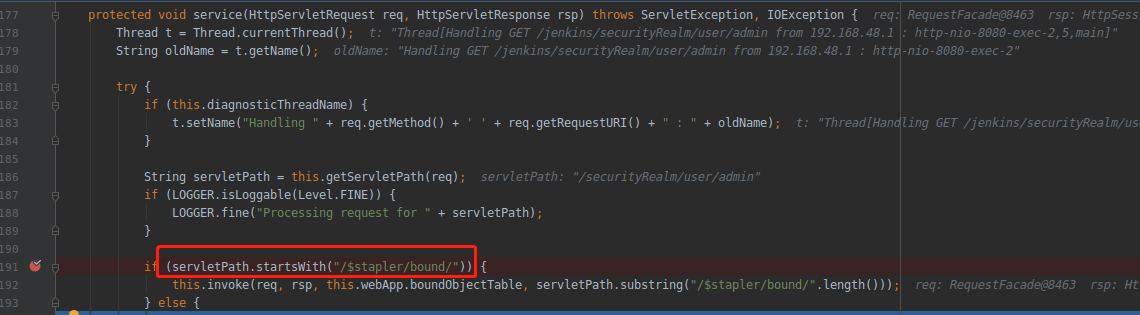 177 protected void service(HttpServletRequest req, HttpServletResponse rsp) throws ServletException, IOException { req: RequestFacade@8463 rsp: HttpSess
178 Thread t = Thread.currentThread(); t: "Thread[Handling GET /jenkins/securityRealm/user/admin from 192.168.48.1 : http-nio-8080-exec-2,5,main]"
179 String oldName = t.getName(); oldName: "Handling GET /jenkins/securityRealm/user/admin from 192.168.48.1 : http-nio-8080-exec-2"
180
181 try {
182 if (this.diagnosticThreadName) {
183 t.setName("Handling " + req.getMethod() + ' ' + req.getRequestURI() + " : " + oldName); t: "Thread[Handling GET /jenkins/securityRealm/us
184 }
185
186 String servletPath = this.getServletPath(req); servletPath: "/securityRealm/user/admin"
187 if (LOGGER.isLoggable(Level.FINE)) {
188 LOGGER.fine("Processing request for " + servletPath);
189 }
190
191 if (servletPath.startsWith("/$stapler/bound/")) {
192 this.invoke(req, rsp, this.webApp.boundObjectTable, servletPath.substring("/$stapler/bound/".length())); req: RequestFacade@8463 rsp: Ht
193 } else {